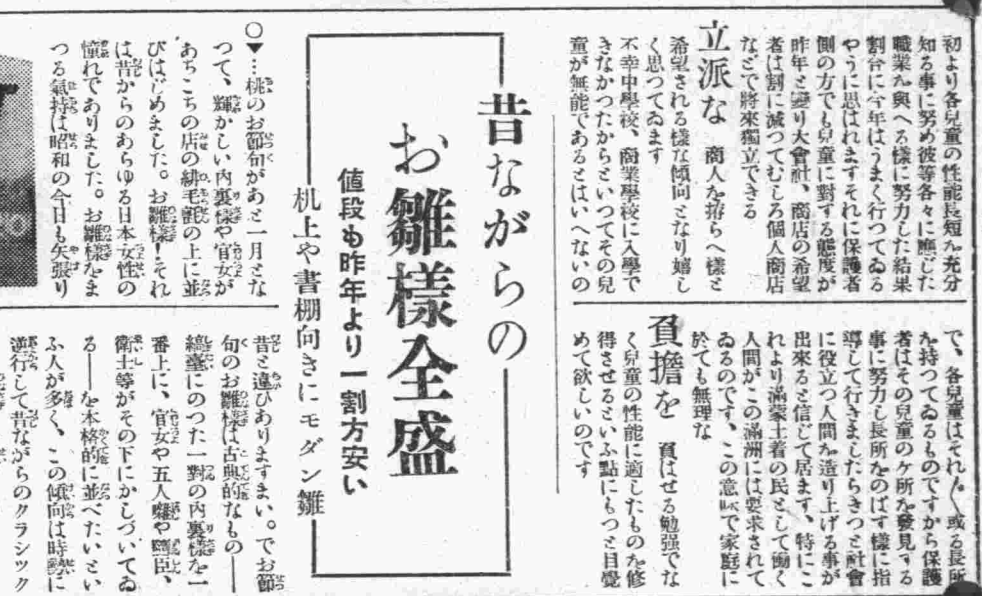 初より各兒童の性能長短を充分
知る事に努め彼等各々に應じた
職業を與へる樣に努力した結果
割合に今年はうまく行つてゐる
やうに思はれますそれに保護者
側の方でも兒童に對する態度が
昨年と變り大會社、商店の希望
者は割に減つてむしろ個人商店
などで將來獨立できる
立派な 商人を拵らへ樣と
希望される樣な傾向となり嬉し
く思つてゐます
不幸中學校、商業學校に入學で
きなかつたからといつてその兒
童が無能であるとはいへないの
で、各兒童はそれ〴〵或る長所
を持つてゐるものですから保護
者はその兒童のケ所を發見する
事に努力し長所をのばす樣に指
導して行きましたらきつと社會
に役立つ人間を造り上げる事が
出來ると信じて居ます、特にこ
れより滿蒙土着の民として働く
人間がこの滿洲には要求されて
ゐるのです、この意味で家庭に
於ても無理な
負擔を 負はせる勉强でな
く兒童の性能に適したものを修
得させるといふ點にもつと目覺
めて欲しいのです
昔ながらの
お雛樣全盛
値段も昨年より一割方安い
机上や書棚向きにモダン雛
○▼…桃のお節句があと一月とな
つて、輝かしい内裏樣や官女が
あちこちの店の緋毛氈の上に並
びはじめました。お雛樣！それ
は昔からのあらゆる日本女性の
憧れでありました。お雛樣をま
つる氣持は昭和の今日も矢張り
昔と違ひありますまい。でお節
句のお雛樣は古典的なもの――
繧臺にのつた一對の内裏樣を一
番上に、官女や五人囃や隨臣、
衛士等がその下にかしづいてゐ
る――を本格的に並べたいとい
ふ人が多く、この傾向は時勢に
逆行して昔ながらのクラシック